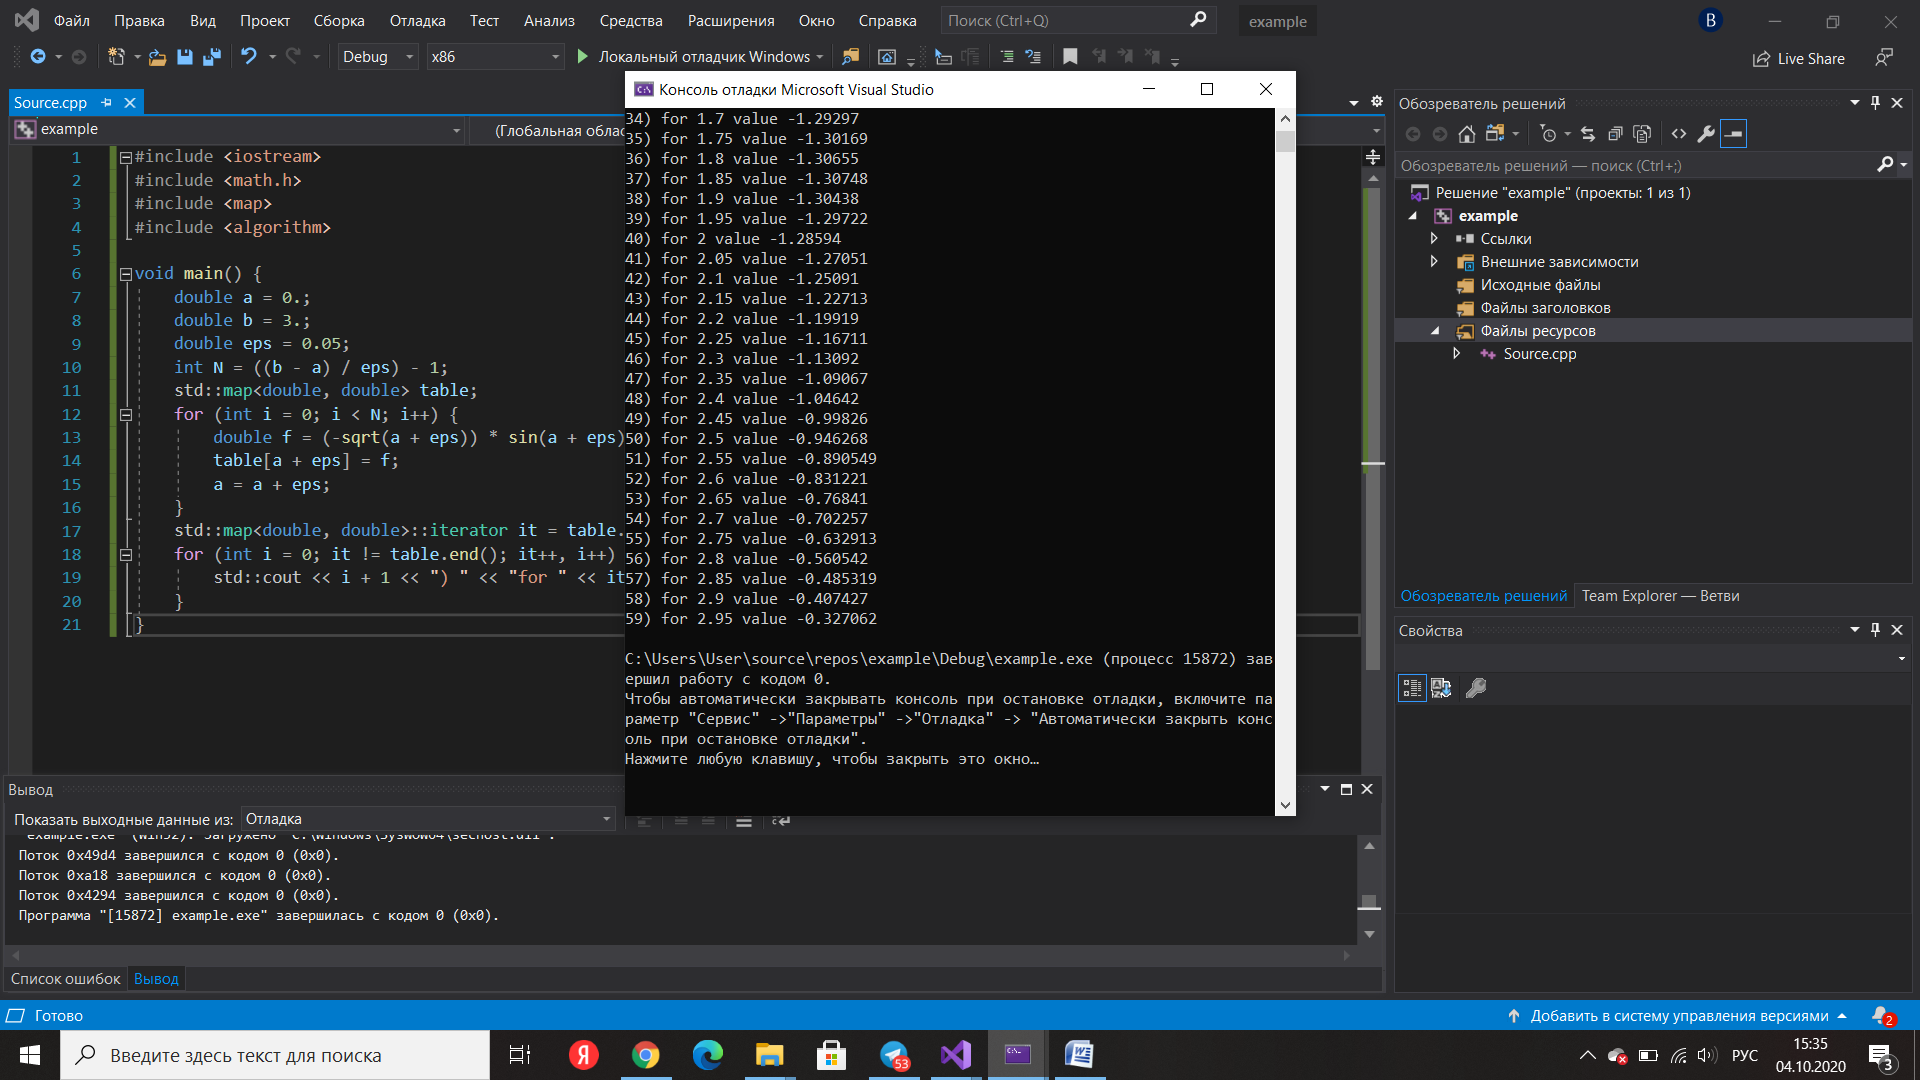 Файл Правка Вид Проект Сборка Отладка Тест Анализ Средства Расширения Окно Справка Поиск (Ctrl+Q) example B
Debug x86 Локальный отладчик Windows Live Share
Source.cpp
example (Глобальная облас
1 #include <iostream>
2 #include <math.h>
3 #include <map>
4 #include <algorithm>
5
6 void main() {
7 double a = 0.;
8 double b = 3.;
9 double eps = 0.05;
10 int N = ((b - a) / eps) - 1;
11 std::map<double, double> table;
12 for (int i = 0; i < N; i++) {
13 double f = (-sqrt(a + eps)) * sin(a + eps)
14 table[a + eps] = f;
15 a = a + eps;
16 }
17 std::map<double, double>::iterator it = table.
18 for (int i = 0; it != table.end(); it++, i++)
19 std::cout << i + 1 << ") " << "for " << it
20 }
21 }
Консоль отладки Microsoft Visual Studio
34) for 1.7 value -1.29297
35) for 1.75 value -1.30169
36) for 1.8 value -1.30655
37) for 1.85 value -1.30748
38) for 1.9 value -1.30438
39) for 1.95 value -1.29722
40) for 2 value -1.28594
41) for 2.05 value -1.27051
42) for 2.1 value -1.25091
43) for 2.15 value -1.22713
44) for 2.2 value -1.19919
45) for 2.25 value -1.16711
46) for 2.3 value -1.13092
47) for 2.35 value -1.09067
48) for 2.4 value -1.04642
49) for 2.45 value -0.99826
50) for 2.5 value -0.946268
51) for 2.55 value -0.890549
52) for 2.6 value -0.831221
53) for 2.65 value -0.76841
54) for 2.7 value -0.702257
55) for 2.75 value -0.632913
56) for 2.8 value -0.560542
57) for 2.85 value -0.485319
58) for 2.9 value -0.407427
59) for 2.95 value -0.327062
C:\Users\User\source\repos\example\Debug\example.exe (процесс 15872) зав
ершил работу с кодом 0.
Чтобы автоматически закрывать консоль при остановке отладки, включите па
раметр "Сервис" ->"Параметры" ->"Отладка" -> "Автоматически закрыть конс
оль при остановке отладки".
Нажмите любую клавишу, чтобы закрыть это окно…
Обозреватель решений
Обозреватель решений — поиск (Ctrl+;)
Решение "example" (проекты: 1 из 1)
example
Ссылки
Внешние зависимости
Исходные файлы
Файлы заголовков
Файлы ресурсов
Source.cpp
Обозреватель решений Team Explorer — Ветви
Свойства
Вывод
Показать выходные данные из: Отладка
Поток 0x49d4 завершился с кодом 0 (0x0).
Поток 0xa18 завершился с кодом 0 (0x0).
Поток 0x4294 завершился с кодом 0 (0x0).
Программа "[15872] example.exe" завершилась с кодом 0 (0x0).
Список ошибок Вывод
Готово Добавить в систему управления версиями 2
Введите здесь текст для поиска 53 РУС 15:35
04.10.2020 3